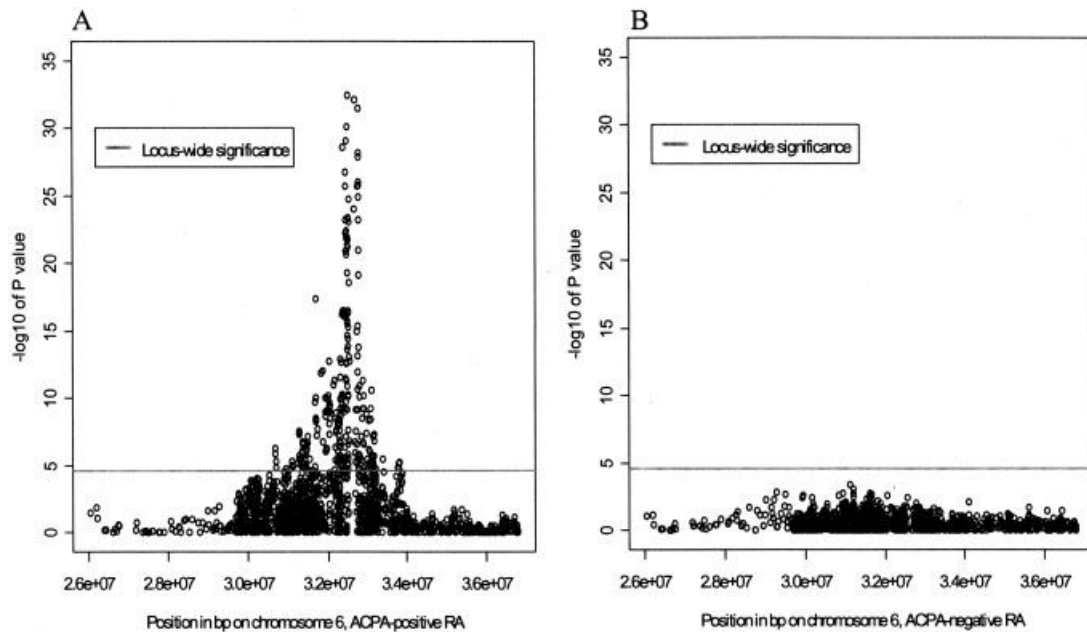 A
35
30
25
20
15
10
5
0
-log10 of P value
Locus-wide significance
2.6e+07 2.8e+07 3.0e+07 3.2e+07 3.4e+07 3.6e+07
Position in bp on chromosome 6, ACPA-positive RA
B
35
30
25
20
15
10
5
0
-log10 of P value
Locus-wide significance
2.6e+07 2.8e+07 3.0e+07 3.2e+07 3.4e+07 3.6e+07
Position in bp on chromosome 6, ACPA-negative RA